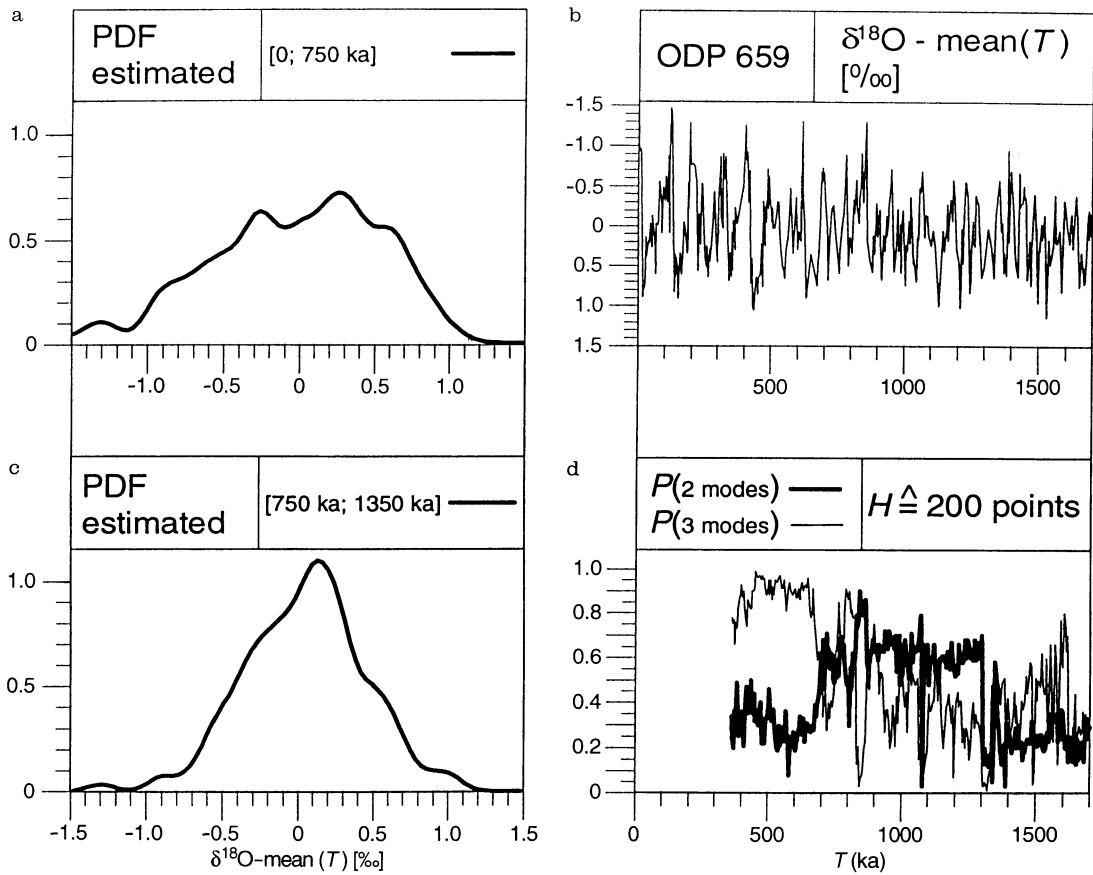 a
PDF
estimated
[0; 750 ka]
1.0
0.5
0
-1.0 -0.5 0 0.5 1.0
b
ODP 659
δ¹⁸O - mean(T)
[⁰/₀₀]
-1.5
-1.0
-0.5
0
0.5
1.0
1.5
500 1000 1500
c
PDF
estimated
[750 ka; 1350 ka]
1.0
0.5
0
-1.5 -1.0 -0.5 0 0.5 1.0 1.5
δ¹⁸O-mean (T) [‰]
d
P(2 modes)
P(3 modes)
H ≙ 200 points
1.0
0.8
0.6
0.4
0.2
0
0 500 1000 1500
T (ka)